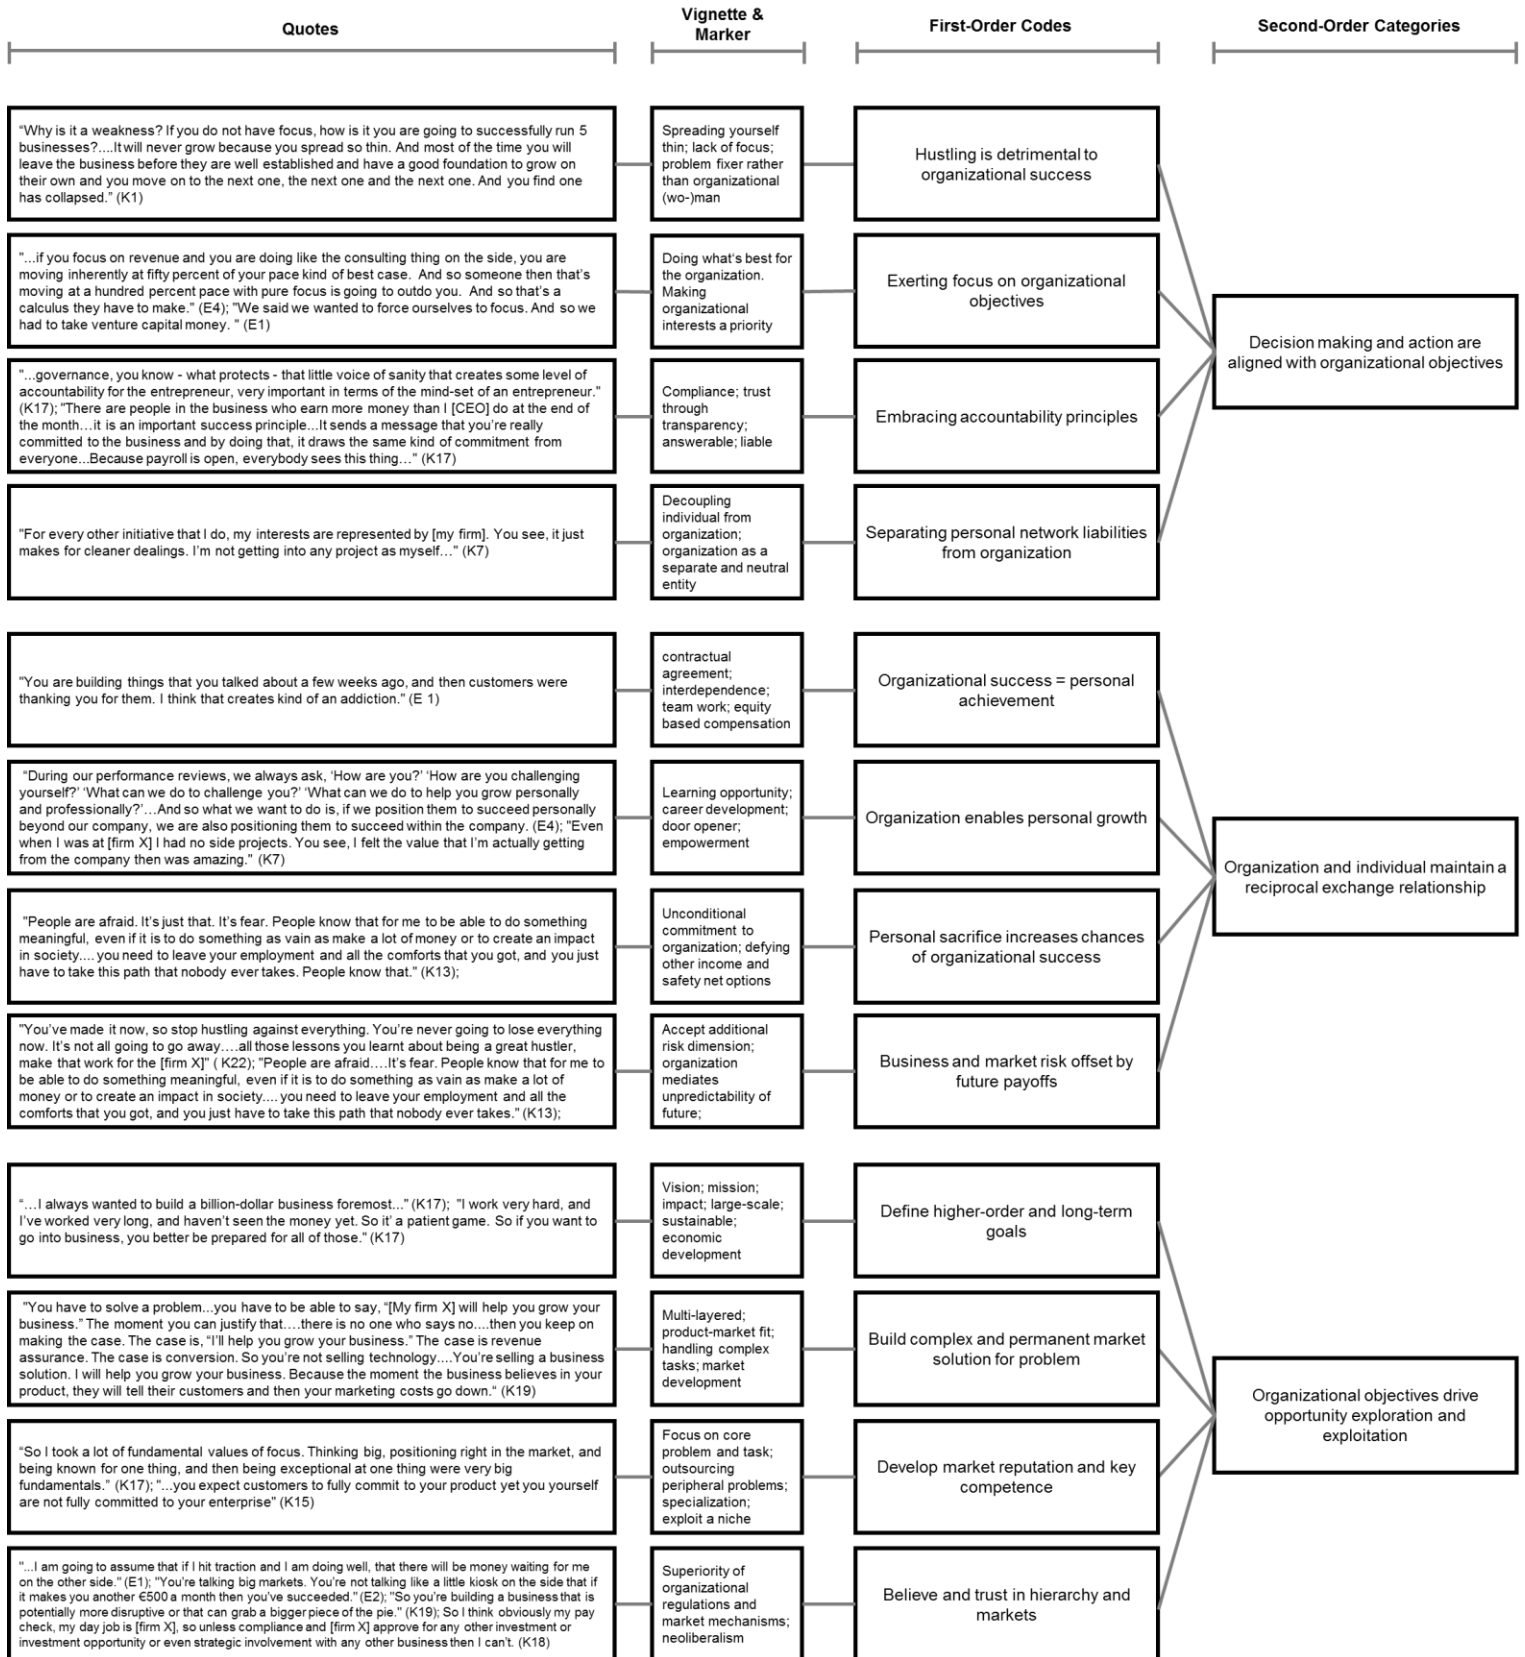 Quotes
Vignette &
Marker
First-Order Codes
Second-Order Categories
“Why is it a weakness? If you do not have focus, how is it you are going to successfully run 5
businesses?....It will never grow because you spread so thin. And most of the time you will
leave the business before they are well established and have a good foundation to grow on
their own and you move on to the next one, the next one and the next one. And you find one
has collapsed.” (K1)
Spreading yourself
thin; lack of focus;
problem fixer rather
than organizational
(wo-)man
Hustling is detrimental to
organizational success
"...if you focus on revenue and you are doing like the consulting thing on the side, you are
moving inherently at fifty percent of your pace kind of best case. And so someone then that’s
moving at a hundred percent pace with pure focus is going to outdo you. And so that’s a
calculus they have to make." (E4); "We said we wanted to force ourselves to focus. And so we
had to take venture capital money. " (E1)
Doing what‘s best for
the organization.
Making
organizational
interests a priority
Exerting focus on organizational
objectives
"...governance, you know - what protects - that little voice of sanity that creates some level of
accountability for the entrepreneur, very important in terms of the mind-set of an entrepreneur."
(K17); "There are people in the business who earn more money than I [CEO] do at the end of
the month…it is an important success principle...It sends a message that you’re really
committed to the business and by doing that, it draws the same kind of commitment from
everyone...Because payroll is open, everybody sees this thing…" (K17)
Compliance; trust
through
transparency;
answerable; liable
Embracing accountability principles
"For every other initiative that I do, my interests are represented by [my firm]. You see, it just
makes for cleaner dealings. I’m not getting into any project as myself…" (K7)
Decoupling
individual from
organization;
organization as a
separate and neutral
entity
Separating personal network liabilities
from organization
Decision making and action are
aligned with organizational objectives
"You are building things that you talked about a few weeks ago, and then customers were
thanking you for them. I think that creates kind of an addiction." (E 1)
contractual
agreement;
interdependence;
team work; equity
based compensation
Organizational success = personal
achievement
“During our performance reviews, we always ask, ‘How are you?’ ‘How are you challenging
yourself?’ ‘What can we do to challenge you?’ ‘What can we do to help you grow personally
and professionally?’…And so what we want to do is, if we position them to succeed personally
beyond our company, we are also positioning them to succeed within the company. (E4); "Even
when I was at [firm X] I had no side projects. You see, I felt the value that I’m actually getting
from the company then was amazing." (K7)
Learning opportunity;
career development;
door opener;
empowerment
Organization enables personal growth
"People are afraid. It’s just that. It’s fear. People know that for me to be able to do something
meaningful, even if it is to do something as vain as make a lot of money or to create an impact
in society.... you need to leave your employment and all the comforts that you got, and you just
have to take this path that nobody ever takes. People know that." (K13);
Unconditional
commitment to
organization; defying
other income and
safety net options
Personal sacrifice increases chances
of organizational success
"You’ve made it now, so stop hustling against everything. You’re never going to lose everything
now. It’s not all going to go away….all those lessons you learnt about being a great hustler,
make that work for the [firm X]" ( K22); "People are afraid….It’s fear. People know that for me to
be able to do something meaningful, even if it is to do something as vain as make a lot of
money or to create an impact in society.... you need to leave your employment and all the
comforts that you got, and you just have to take this path that nobody ever takes." (K13);
Accept additional
risk dimension;
organization
mediates
unpredictability of
future;
Business and market risk offset by
future payoffs
Organization and individual maintain a
reciprocal exchange relationship
“…I always wanted to build a billion-dollar business foremost..." (K17); "I work very hard, and
I’ve worked very long, and haven’t seen the money yet. So it’ a patient game. So if you want to
go into business, you better be prepared for all of those." (K17)
Vision; mission;
impact; large-scale;
sustainable;
economic
development
Define higher-order and long-term
goals
"You have to solve a problem...you have to be able to say, “[My firm X] will help you grow your
business.” The moment you can justify that….there is no one who says no....then you keep on
making the case. The case is, “I’ll help you grow your business.” The case is revenue
assurance. The case is conversion. So you’re not selling technology....You’re selling a business
solution. I will help you grow your business. Because the moment the business believes in your
product, they will tell their customers and then your marketing costs go down.“ (K19)
Multi-layered;
product-market fit;
handling complex
tasks; market
development
Build complex and permanent market
solution for problem
“So I took a lot of fundamental values of focus. Thinking big, positioning right in the market, and
being known for one thing, and then being exceptional at one thing were very big
fundamentals.” (K17); "...you expect customers to fully commit to your product yet you yourself
are not fully committed to your enterprise" (K15)
Focus on core
problem and task;
outsourcing
peripheral problems;
specialization;
exploit a niche
Develop market reputation and key
competence
"...I am going to assume that if I hit traction and I am doing well, that there will be money waiting for me
on the other side." (E1); "You’re talking big markets. You’re not talking like a little kiosk on the side that if
it makes you another €500 a month then you’ve succeeded." (E2); "So you’re building a business that is
potentially more disruptive or that can grab a bigger piece of the pie." (K19); So I think obviously my pay
check, my day job is [firm X], so unless compliance and [firm X] approve for any other investment or
investment opportunity or even strategic involvement with any other business then I can’t. (K18)
Superiority of
organizational
regulations and
market mechanisms;
neoliberalism
Believe and trust in hierarchy and
markets
Organizational objectives drive
opportunity exploration and
exploitation